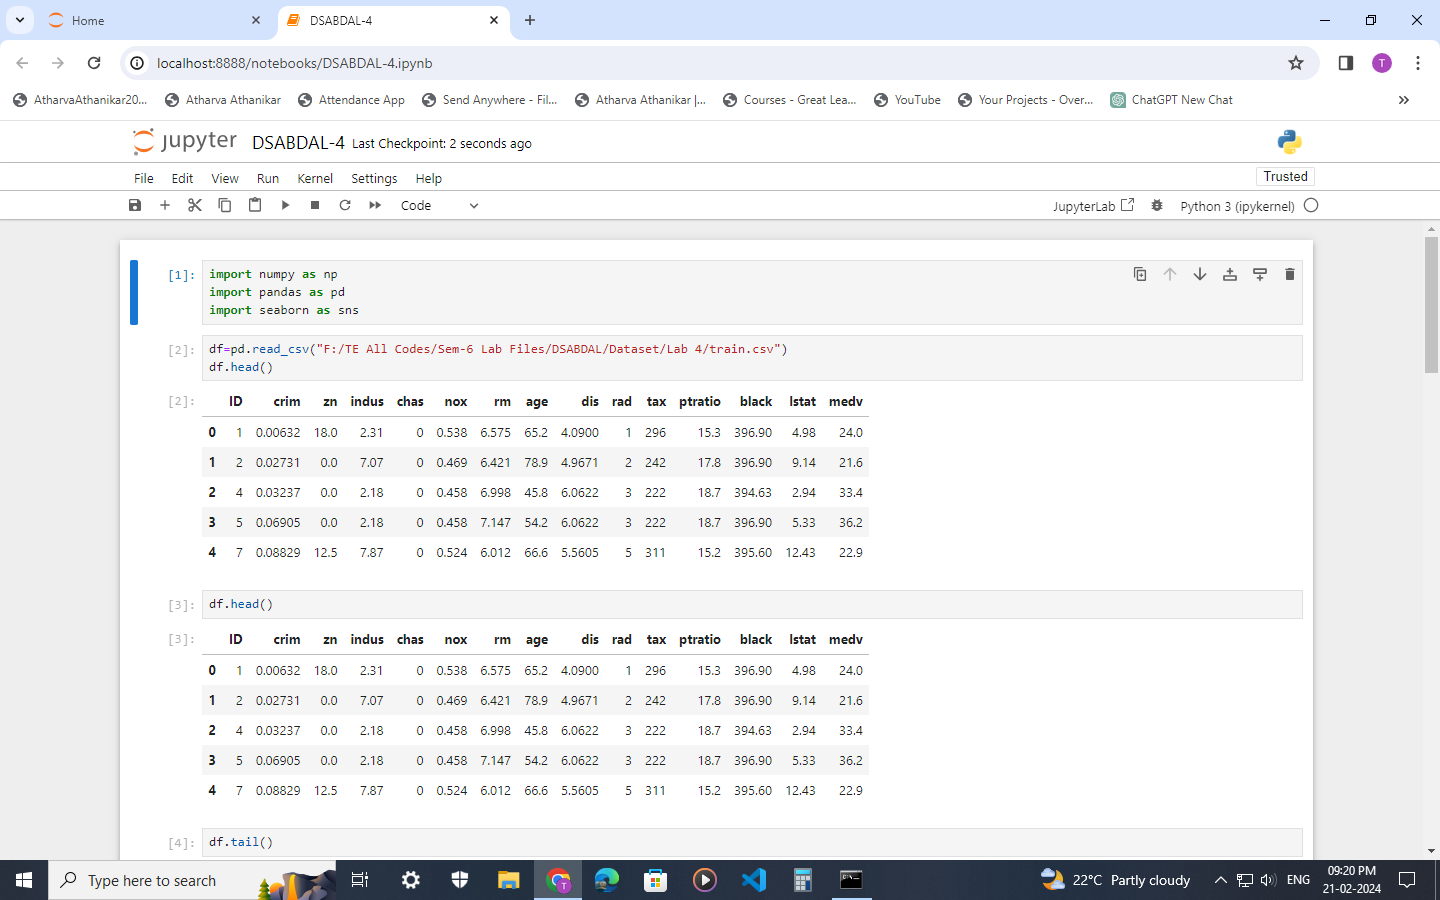 Home
DSABDAL-4
localhost:8888/notebooks/DSABDAL-4.ipynb
T
AtharvaAthanikar20...
Atharva Athanikar
Attendance App
Send Anywhere - Fil...
Atharva Athanikar |...
Courses - Great Lea...
YouTube
Your Projects - Over...
ChatGPT New Chat
jupyter DSABDAL-4 Last Checkpoint: 2 seconds ago
File Edit View Run Kernel Settings Help
Trusted
Code
JupyterLab
Python 3 (ipykernel)
[1]:
import numpy as np
import pandas as pd
import seaborn as sns
[2]:
df=pd.read_csv("F:/TE All Codes/Sem-6 Lab Files/DSABDAL/Dataset/Lab 4/train.csv")
df.head()
[2]:
ID crim zn indus chas nox rm age dis rad tax ptratio black lstat medv
0 1 0.00632 18.0 2.31 0 0.538 6.575 65.2 4.0900 1 296 15.3 396.90 4.98 24.0
1 2 0.02731 0.0 7.07 0 0.469 6.421 78.9 4.9671 2 242 17.8 396.90 9.14 21.6
2 4 0.03237 0.0 2.18 0 0.458 6.998 45.8 6.0622 3 222 18.7 394.63 2.94 33.4
3 5 0.06905 0.0 2.18 0 0.458 7.147 54.2 6.0622 3 222 18.7 396.90 5.33 36.2
4 7 0.08829 12.5 7.87 0 0.524 6.012 66.6 5.5605 5 311 15.2 395.60 12.43 22.9
[3]:
df.head()
[3]:
ID crim zn indus chas nox rm age dis rad tax ptratio black lstat medv
0 1 0.00632 18.0 2.31 0 0.538 6.575 65.2 4.0900 1 296 15.3 396.90 4.98 24.0
1 2 0.02731 0.0 7.07 0 0.469 6.421 78.9 4.9671 2 242 17.8 396.90 9.14 21.6
2 4 0.03237 0.0 2.18 0 0.458 6.998 45.8 6.0622 3 222 18.7 394.63 2.94 33.4
3 5 0.06905 0.0 2.18 0 0.458 7.147 54.2 6.0622 3 222 18.7 396.90 5.33 36.2
4 7 0.08829 12.5 7.87 0 0.524 6.012 66.6 5.5605 5 311 15.2 395.60 12.43 22.9
[4]:
df.tail()
Type here to search
T
22°C Partly cloudy
ENG
09:20 PM
21-02-2024